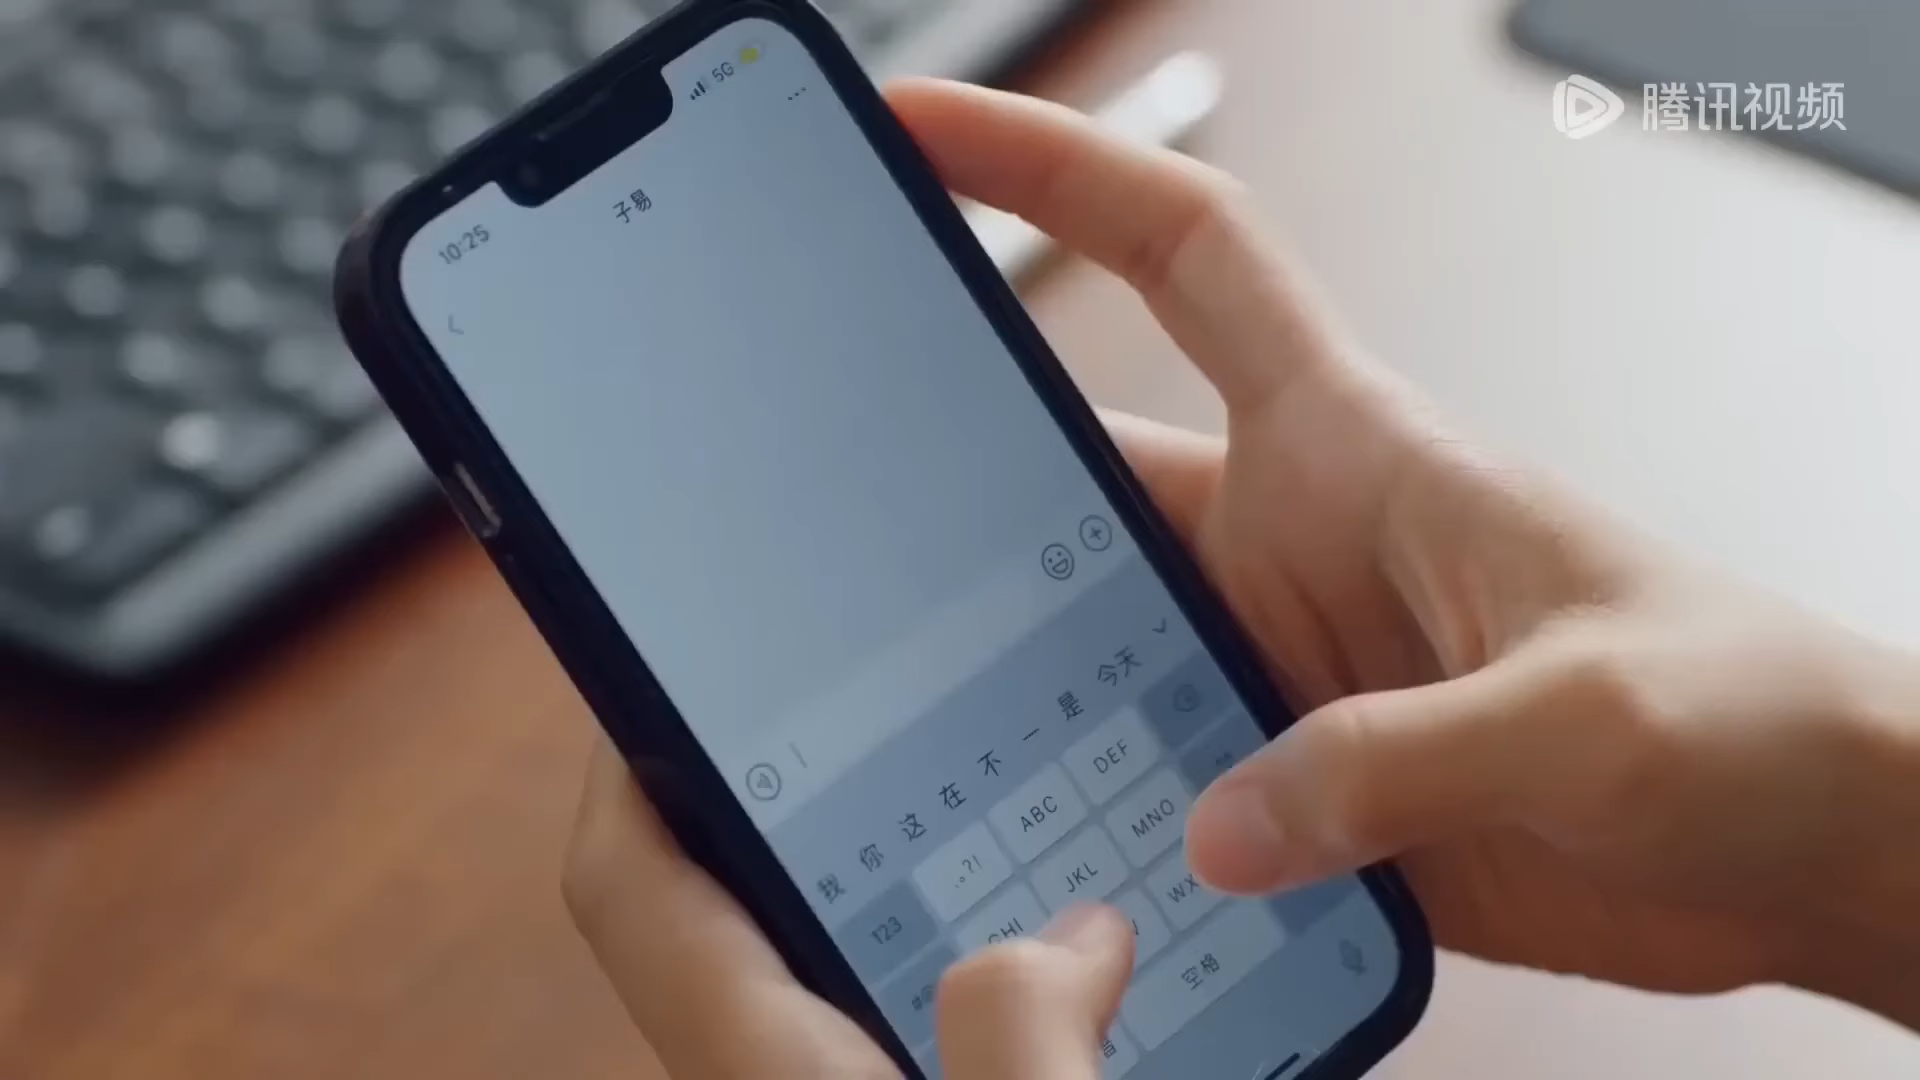 腾讯视频
5G
10:25
子易
我 你 这 在 不 一 是 今天
123
.。?!
ABC
DEF
GHI
JKL
MNO
空格